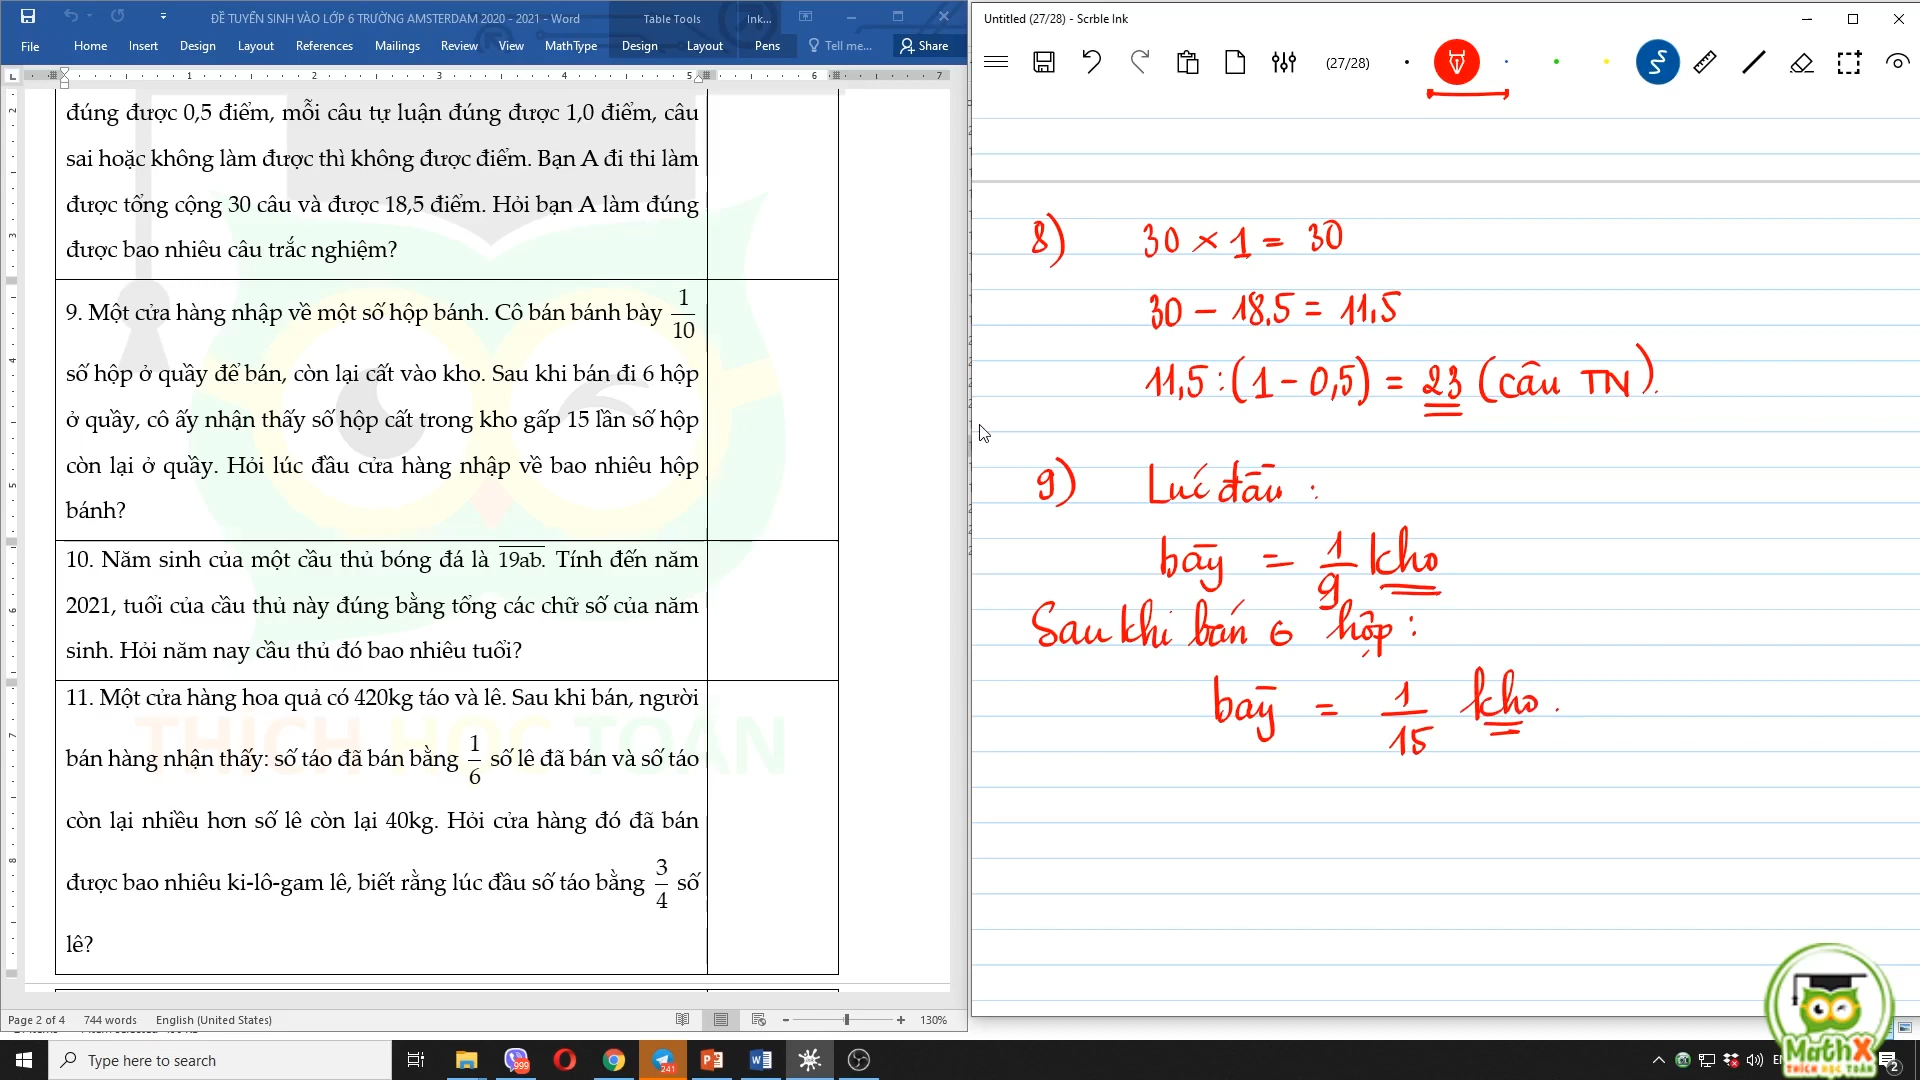 ĐỀ TUYỂN SINH VÀO LỚP 6 TRƯỜNG AMSTERDAM 2020 - 2021 - Word
Table Tools
Ink...
File Home Insert Design Layout References Mailings Review View MathType Design Layout Pens Tell me... Share
đúng được 0,5 điểm, mỗi câu tự luận đúng được 1,0 điểm, câu
sai hoặc không làm được thì không được điểm. Bạn A đi thi làm
được tổng cộng 30 câu và được 18,5 điểm. Hỏi bạn A làm đúng
được bao nhiêu câu trắc nghiệm?
9. Một cửa hàng nhập về một số hộp bánh. Cô bán bánh bày 1/10
số hộp ở quầy để bán, còn lại cất vào kho. Sau khi bán đi 6 hộp
ở quầy, cô ấy nhận thấy số hộp cất trong kho gấp 15 lần số hộp
còn lại ở quầy. Hỏi lúc đầu cửa hàng nhập về bao nhiêu hộp
bánh?
10. Năm sinh của một cầu thủ bóng đá là 19ab. Tính đến năm
2021, tuổi của cầu thủ này đúng bằng tổng các chữ số của năm
sinh. Hỏi năm nay cầu thủ đó bao nhiêu tuổi?
11. Một cửa hàng hoa quả có 420kg táo và lê. Sau khi bán, người
bán hàng nhận thấy: số táo đã bán bằng 1/6 số lê đã bán và số táo
còn lại nhiều hơn số lê còn lại 40kg. Hỏi cửa hàng đó đã bán
được bao nhiêu ki-lô-gam lê, biết rằng lúc đầu số táo bằng 3/4 số
lê?
THÍCH HỌC TOÁN
Page 2 of 4 744 words English (United States) 130%
Untitled (27/28) - Scrble Ink
(27/28)
8) 30 × 1 = 30
30 - 18,5 = 11,5
11,5 : (1 - 0,5) = 23 (câu TN).
9) Lúc đầu :
bày = 1/9 kho
Sau khi bán 6 hộp :
bày = 1/15 kho.
MathX
THÍCH HỌC TOÁN
Type here to search
999
241
2